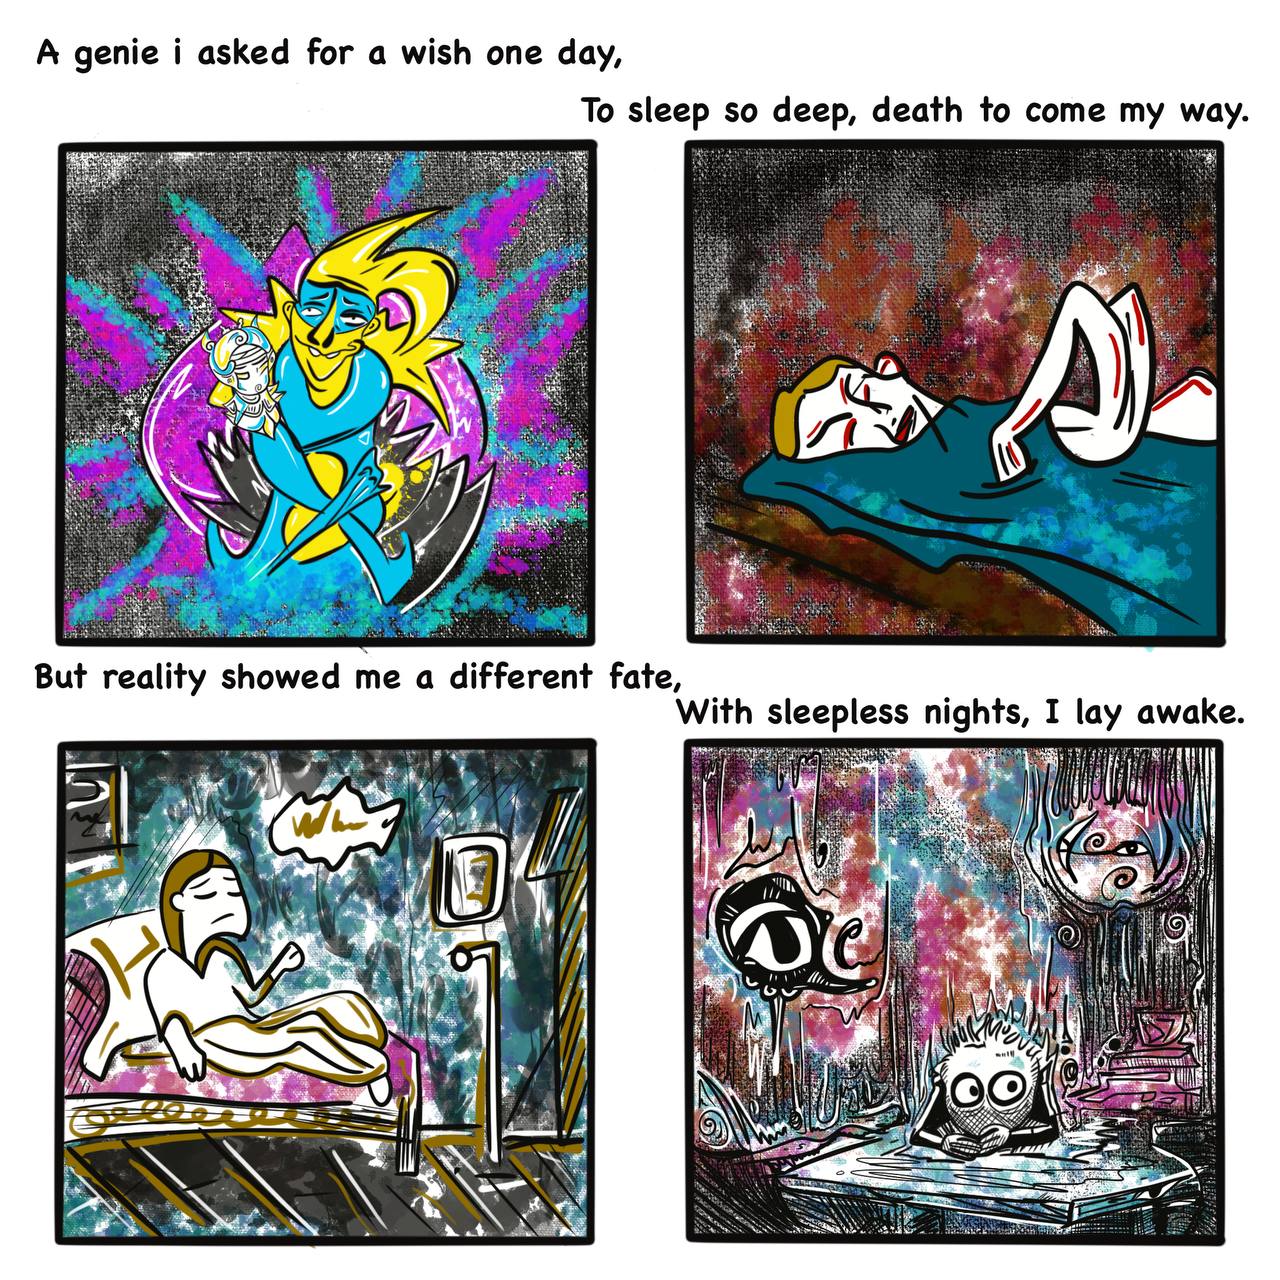 A genie i asked for a wish one day,
To sleep so deep, death to come my way.
But reality showed me a different fate,
With sleepless nights, I lay awake.